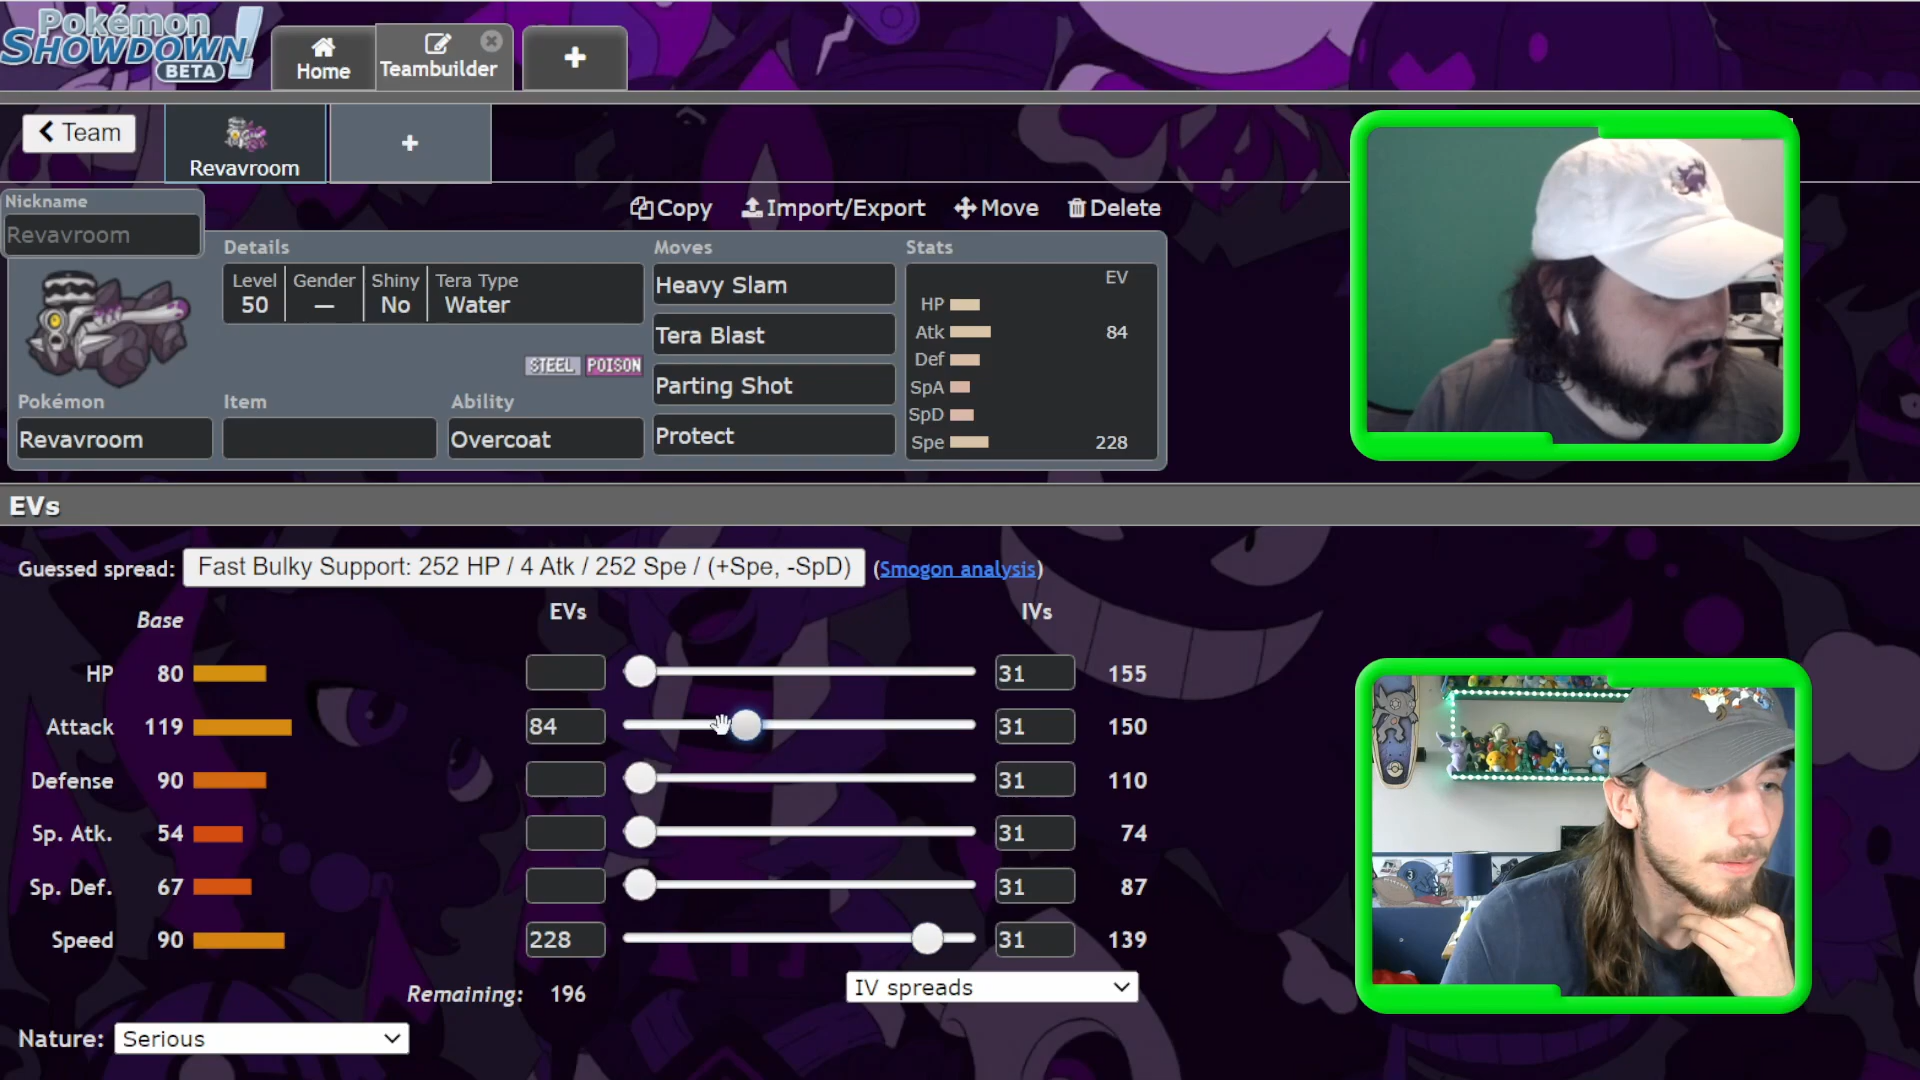 Pokémon
SHOWDOWN!
BETA
Home
Teambuilder
+
Team
Revavroom
+
Copy
Import/Export
Move
Delete
Nickname
Revavroom
Details
Moves
Stats
Level
50
Gender
—
Shiny
No
Tera Type
Water
STEEL
POISON
Pokémon
Revavroom
Item
Ability
Overcoat
Heavy Slam
Tera Blast
Parting Shot
Protect
EV
HP
Atk 84
Def
SpA
SpD
Spe 228
EVs
Guessed spread: Fast Bulky Support: 252 HP / 4 Atk / 252 Spe / (+Spe, -SpD) (Smogon analysis)
Base EVs IVs
HP 80 31 155
Attack 119 84 31 150
Defense 90 31 110
Sp. Atk. 54 31 74
Sp. Def. 67 31 87
Speed 90 228 31 139
Remaining: 196
IV spreads
Nature: Serious